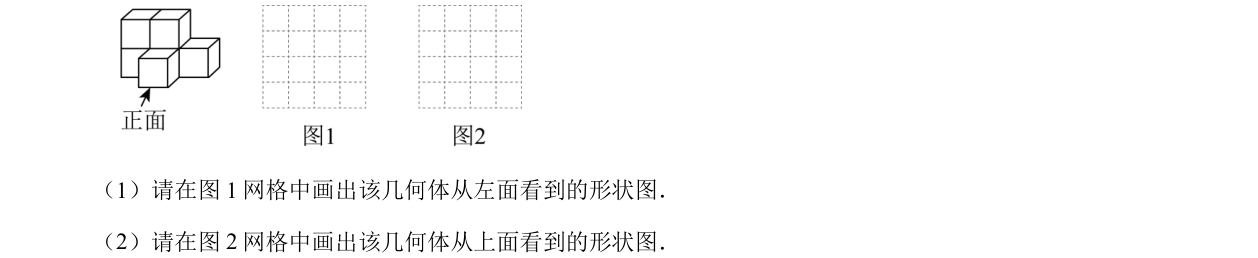 正面
图1
图2
（1）请在图 1 网格中画出该几何体从左面看到的形状图．
（2）请在图 2 网格中画出该几何体从上面看到的形状图．